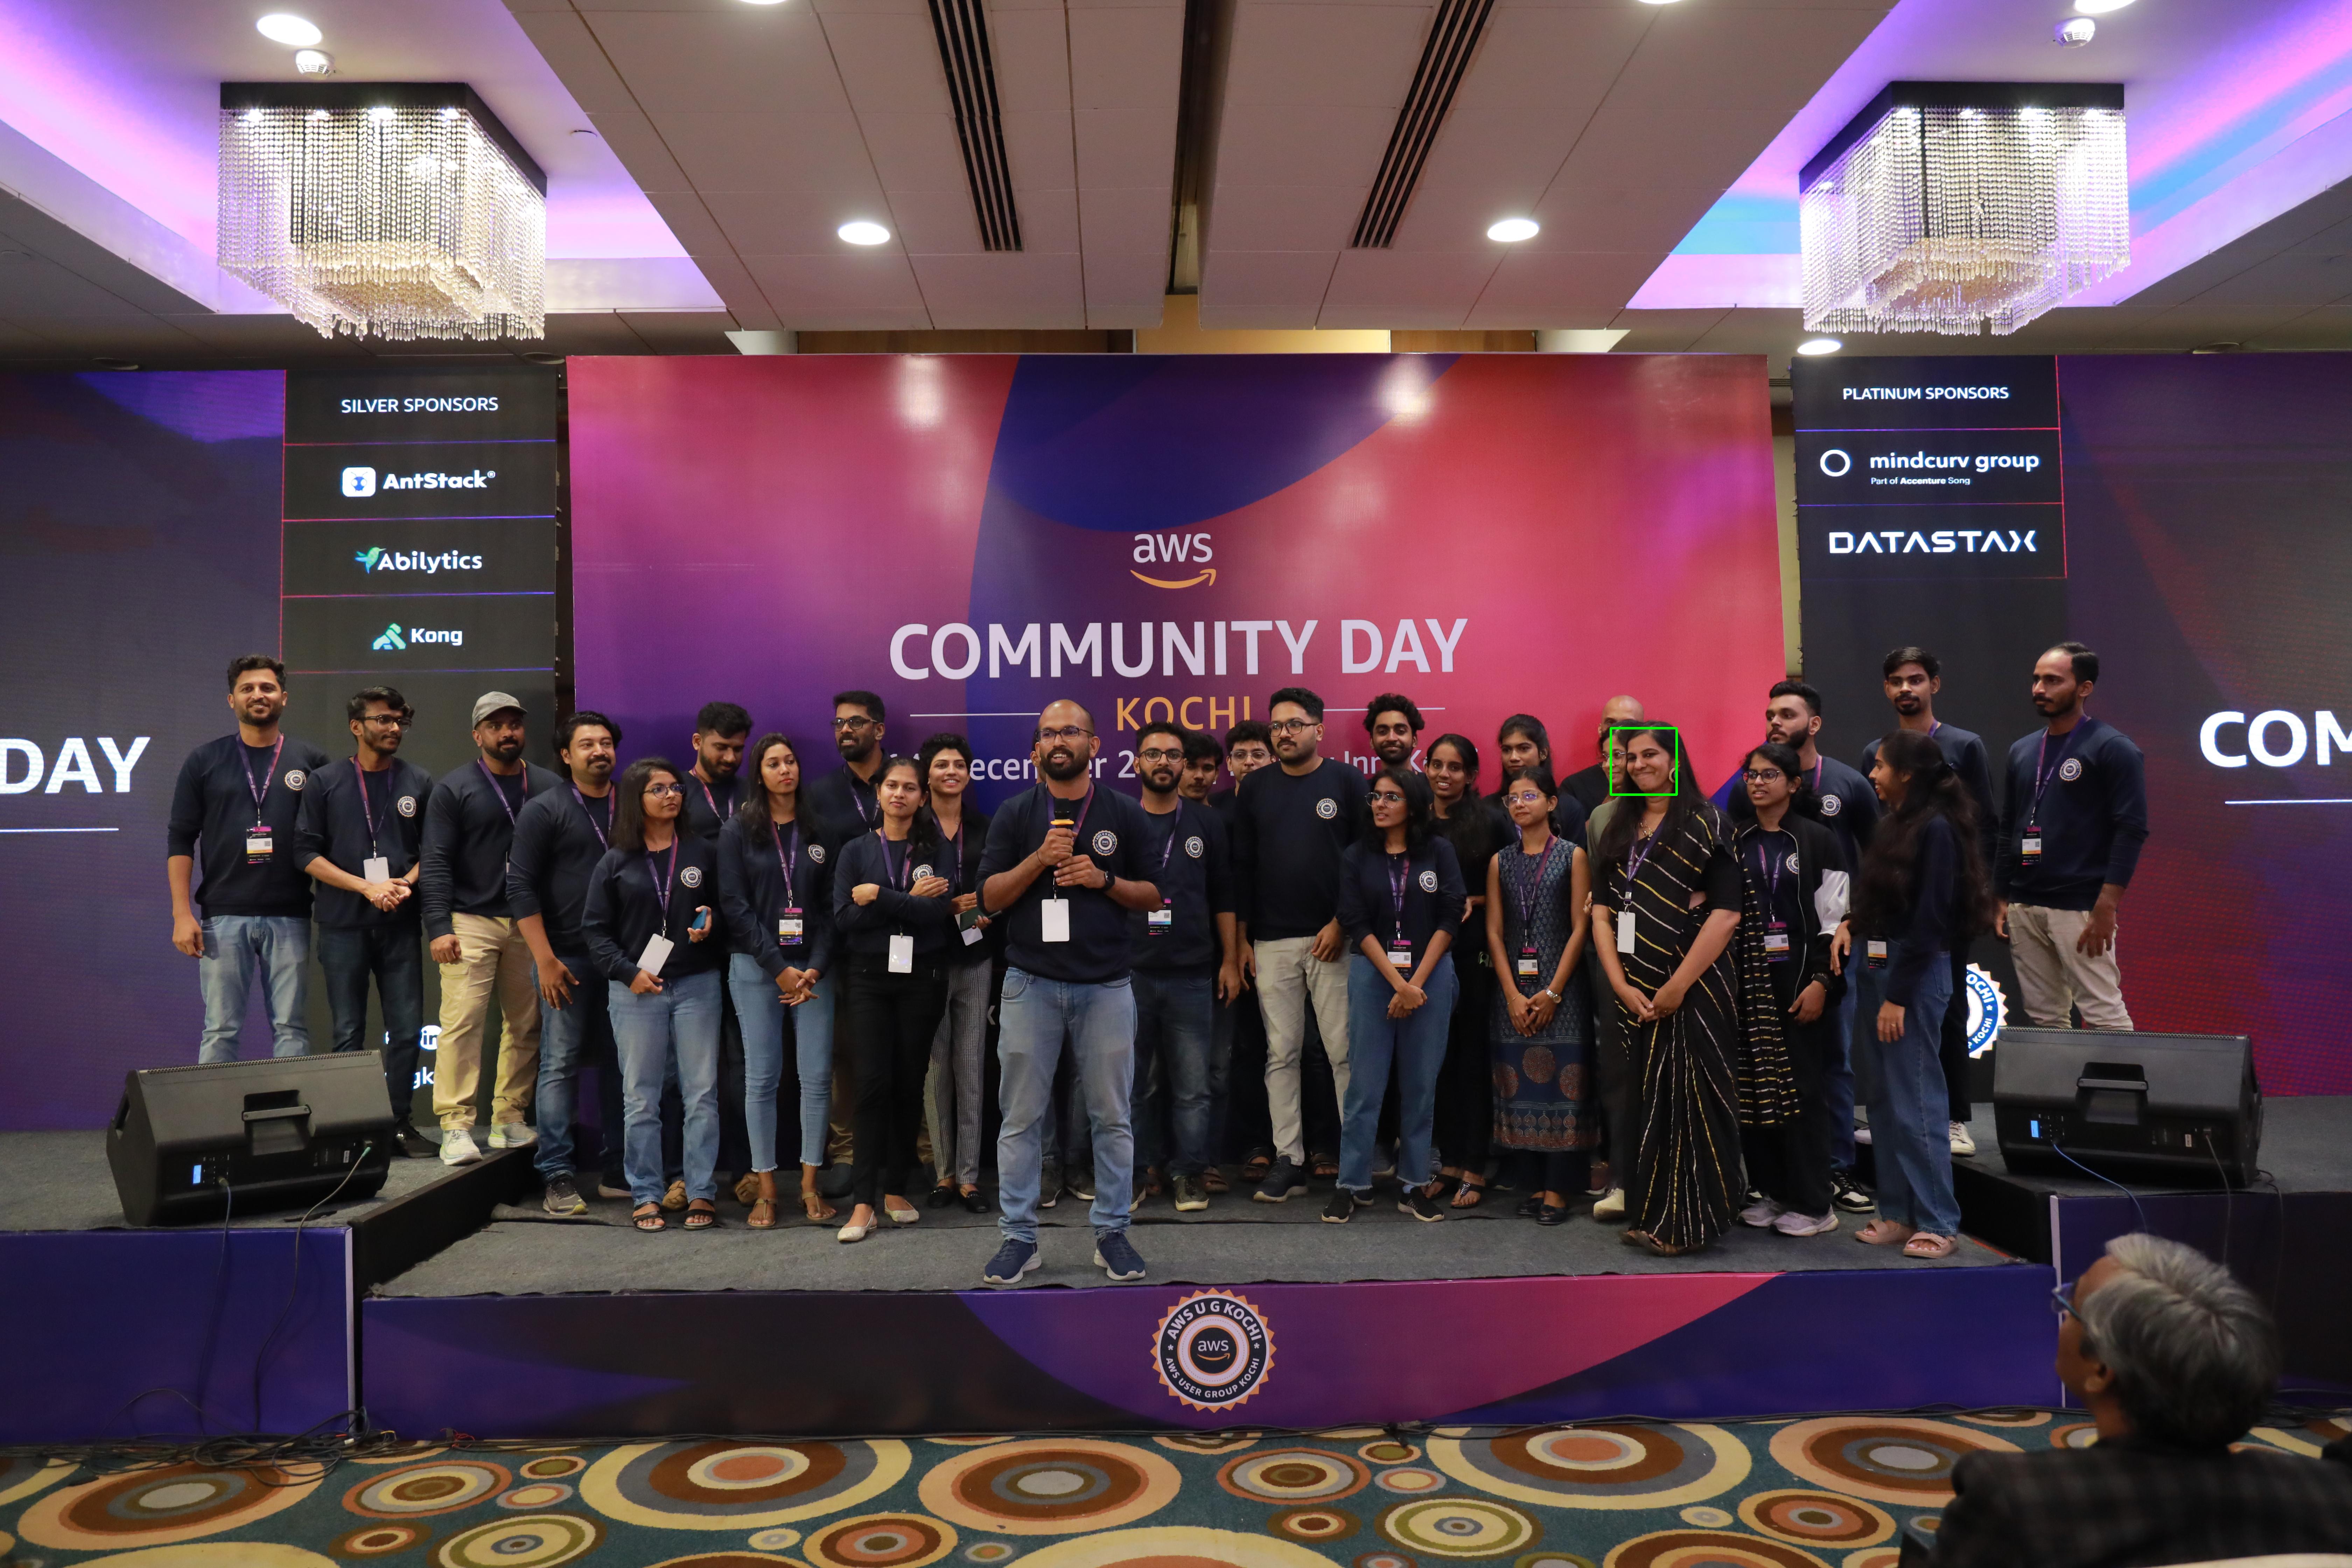 SILVER SPONSORS
AntStack
Abilytics
Kong
DAY
aws
COMMUNITY DAY
KOCHI
PLATINUM SPONSORS
mindcurv group
Part of Accenture Song
DATASTAX
COM
AWS U G KOCHI
aws
AWS USER GROUP KOCHI